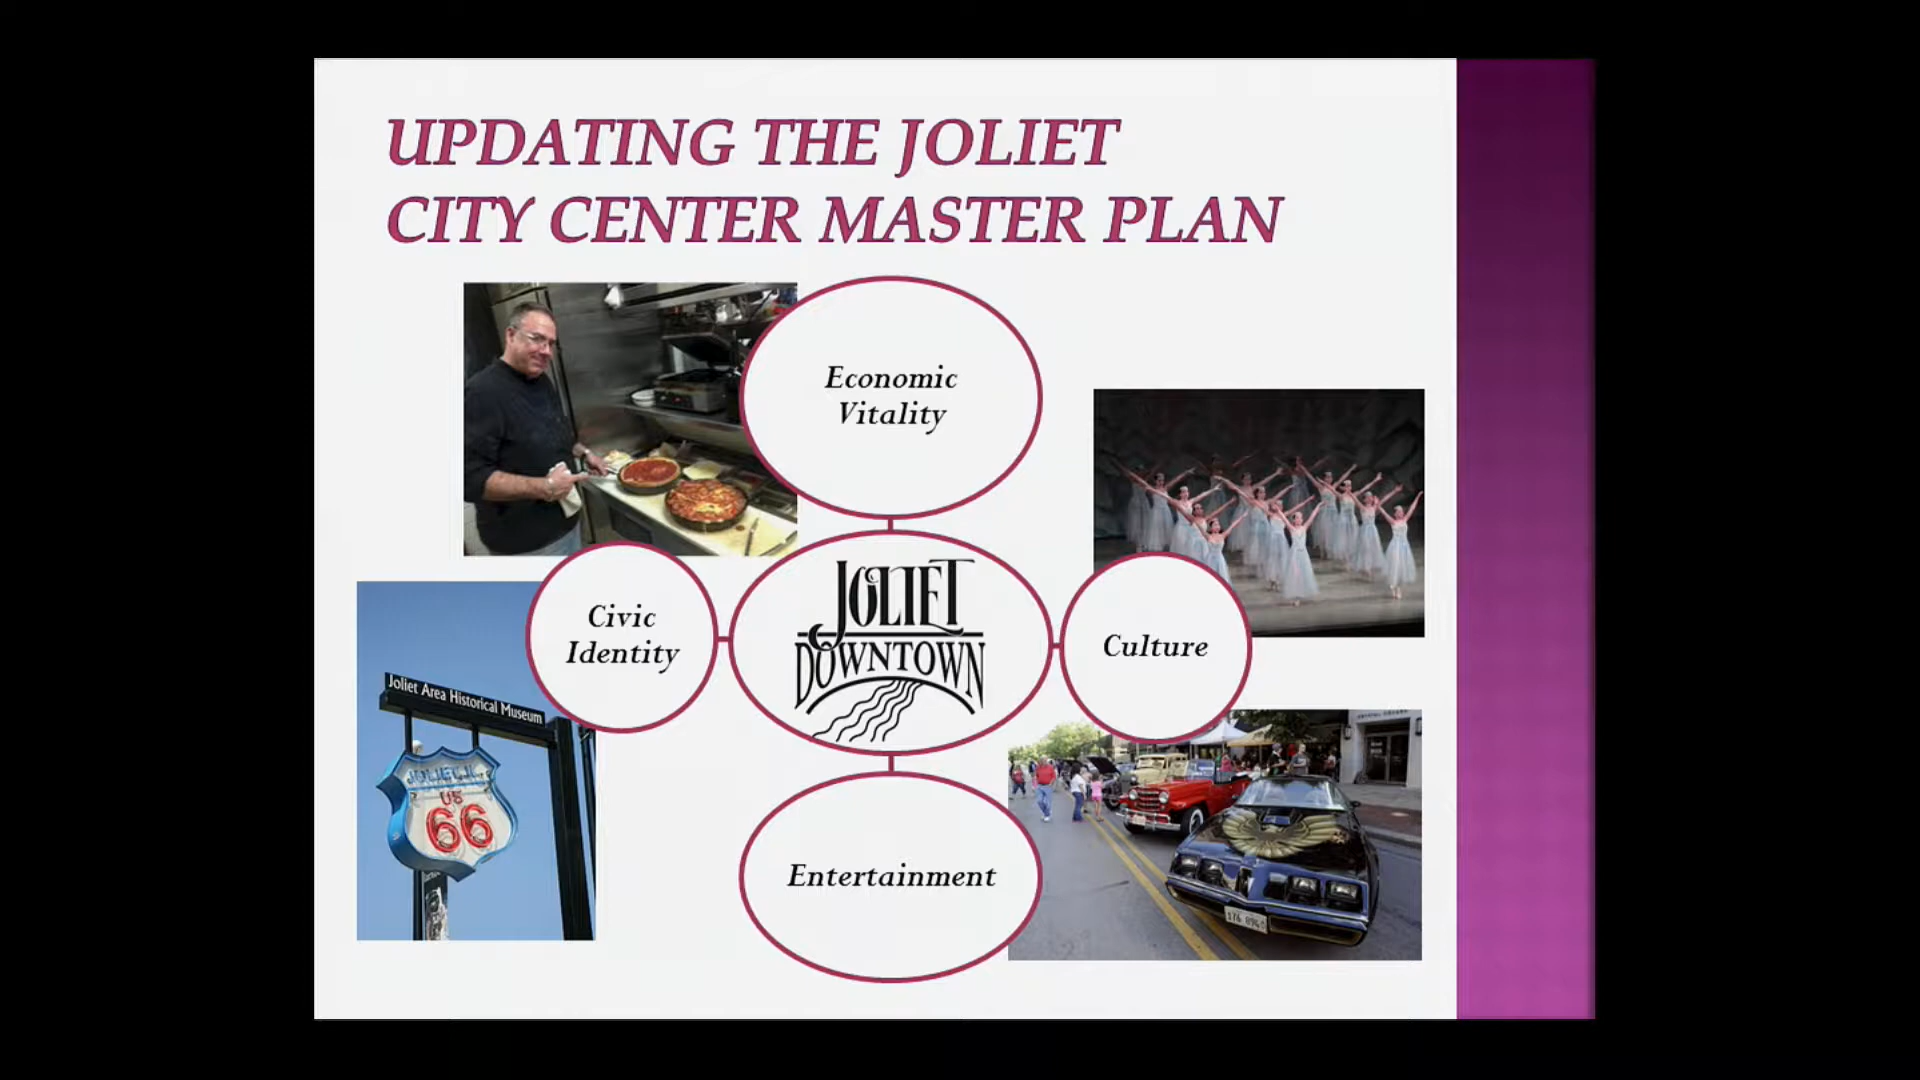 UPDATING THE JOLIET
CITY CENTER MASTER PLAN
Economic
Vitality
Civic
Identity
JOLIET
DOWNTOWN
Culture
Entertainment
Joliet Area Historical Museum
US
66